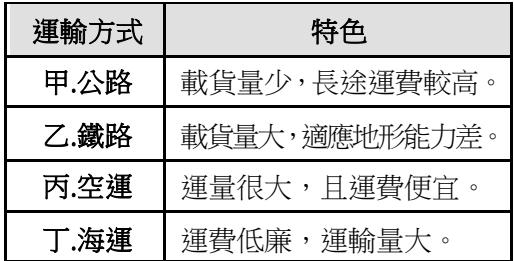 運輸方式 特色
甲.公路 載貨量少，長途運費較高。
乙.鐵路 載貨量大，適應地形能力差。
丙.空運 運量很大，且運費便宜。
丁.海運 運費低廉，運輸量大。